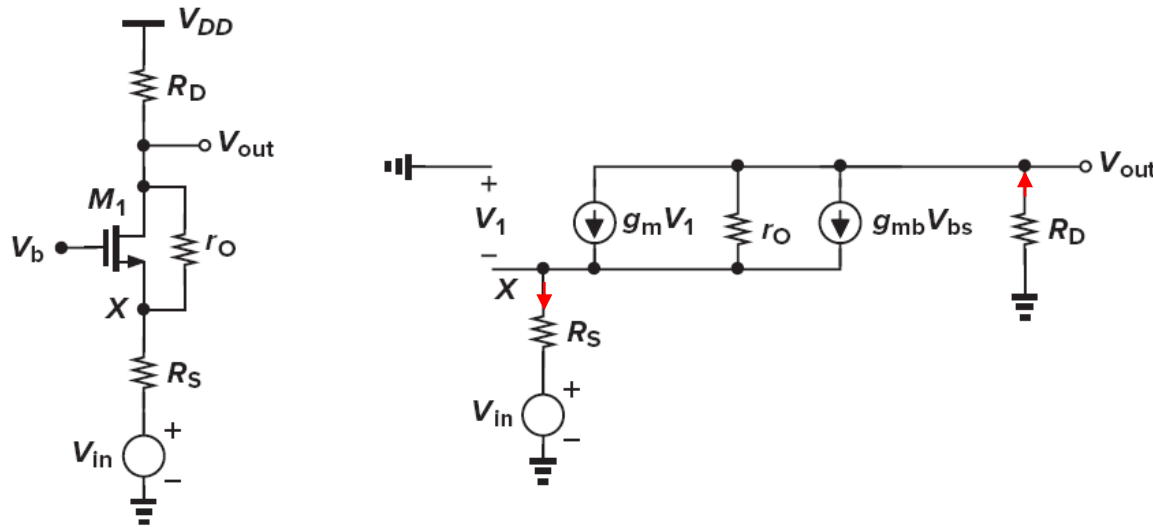 V_DD
R_D
V_out
M_1
r_O
V_b
X
R_S
V_in
+
−
+
V_1
−
g_mV_1
r_O
g_mbV_bs
R_D
V_out
X
R_S
V_in
+
−